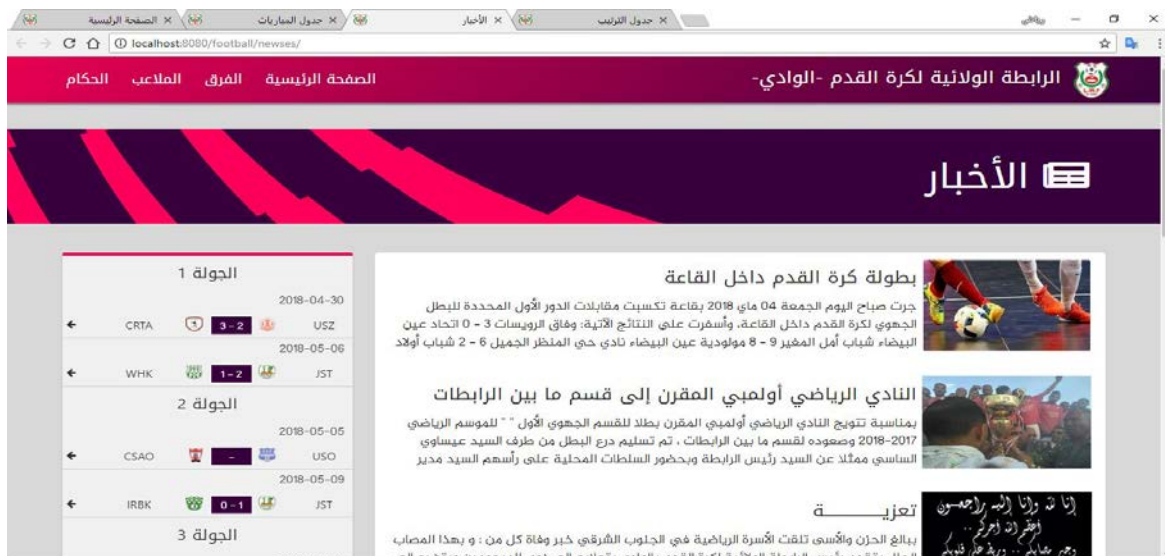 جدول الترتيب
الأخبار
جدول المباريات
الصفحة الرئيسية
localhost:8080/football/newses/
الرابطة الولائية لكرة القدم -الوادي-
الصفحة الرئيسية الفرق الملاعب الحكام
الأخبار
بطولة كرة القدم داخل القاعة
جرت صباح اليوم الجمعة 04 ماي 2018 بقاعة تكسبت مقابلات الدور الأول المحددة للبطل
الجهوي لكرة القدم داخل القاعة، وأسفرت على النتائج الآتية: وفاق الرويسات 3 - 0 اتحاد عين
البيضاء شباب أمل المغير 9 - 8 مولودية عين البيضاء نادي حي المنظر الجميل 6 - 2 شباب أولاد
النادي الرياضي أولمبي المقرن إلى قسم ما بين الرابطات
بمناسبة تتويج النادي الرياضي أولمبي المقرن بطلا للقسم الجهوي الأول " " للموسم الرياضي
2017-2018 وصعوده لقسم ما بين الرابطات ، تم تسليم درع البطل من طرف السيد عيساوي
الساسي ممثلا عن السيد رئيس الرابطة وبحضور السلطات المحلية على رأسهم السيد مدير
إنا لله وإنا إليه راجعون
تعزيــــــــة
ببالغ الحزن والأسى تلقت الأسرة الرياضية في الجنوب الشرقي خبر وفاة كل من : و بهذا المصاب
الجولة 1
2018-04-30
USZ 3-2 CRTA
2018-05-06
JST 1-2 WHK
الجولة 2
2018-05-05
USO - CSAO
2018-05-09
JST 0-1 IRBK
الجولة 3